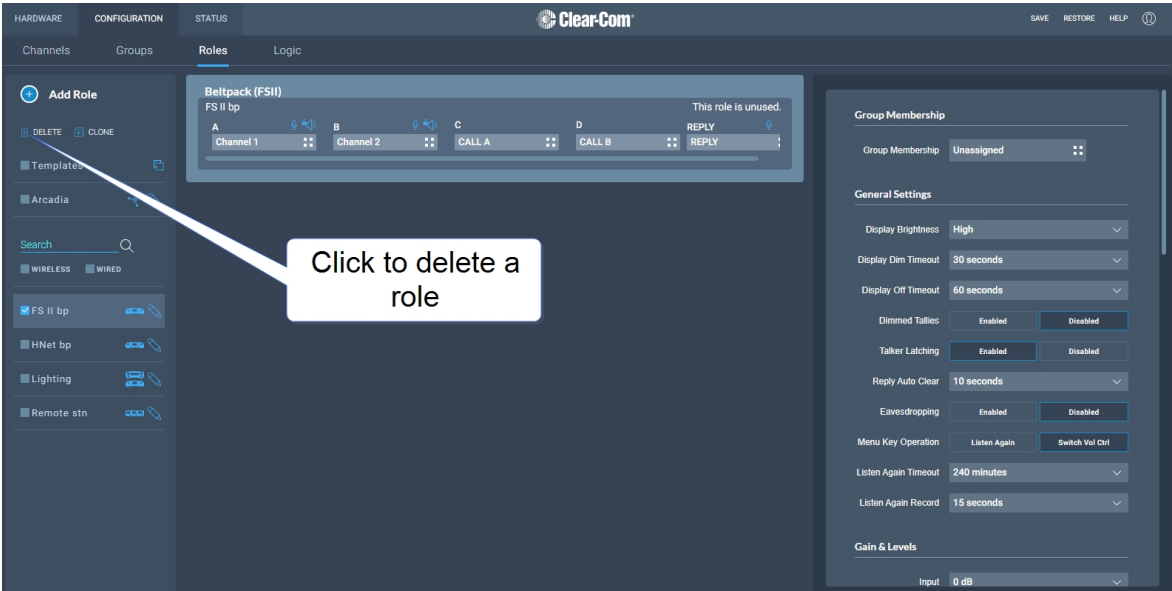 HARDWARE CONFIGURATION STATUS Clear-Com SAVE RESTORE HELP
Channels Groups Roles Logic
Add Role
DELETE CLONE
Templates
Arcadia
Search
WIRELESS WIRED
FS II bp
HNet bp
Lighting
Remote stn
Beltpack (FSII)
FS II bp This role is unused.
A B C D REPLY
Channel 1 Channel 2 CALL A CALL B REPLY
Click to delete a
role
Group Membership
Group Membership Unassigned
General Settings
Display Brightness High
Display Dim Timeout 30 seconds
Display Off Timeout 60 seconds
Dimmed Tallies Enabled Disabled
Talker Latching Enabled Disabled
Reply Auto Clear 10 seconds
Eavesdropping Enabled Disabled
Menu Key Operation Listen Again Switch Vol Ctrl
Listen Again Timeout 240 minutes
Listen Again Record 15 seconds
Gain & Levels
Input 0 dB